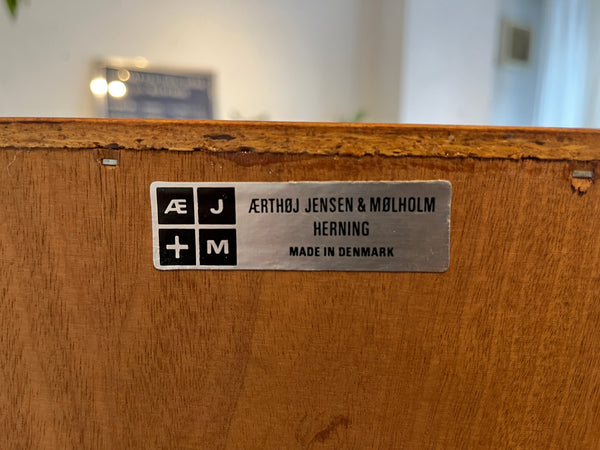 Æ J
+ M
ÆRTHØJ JENSEN & MØLHOLM
HERNING
MADE IN DENMARK